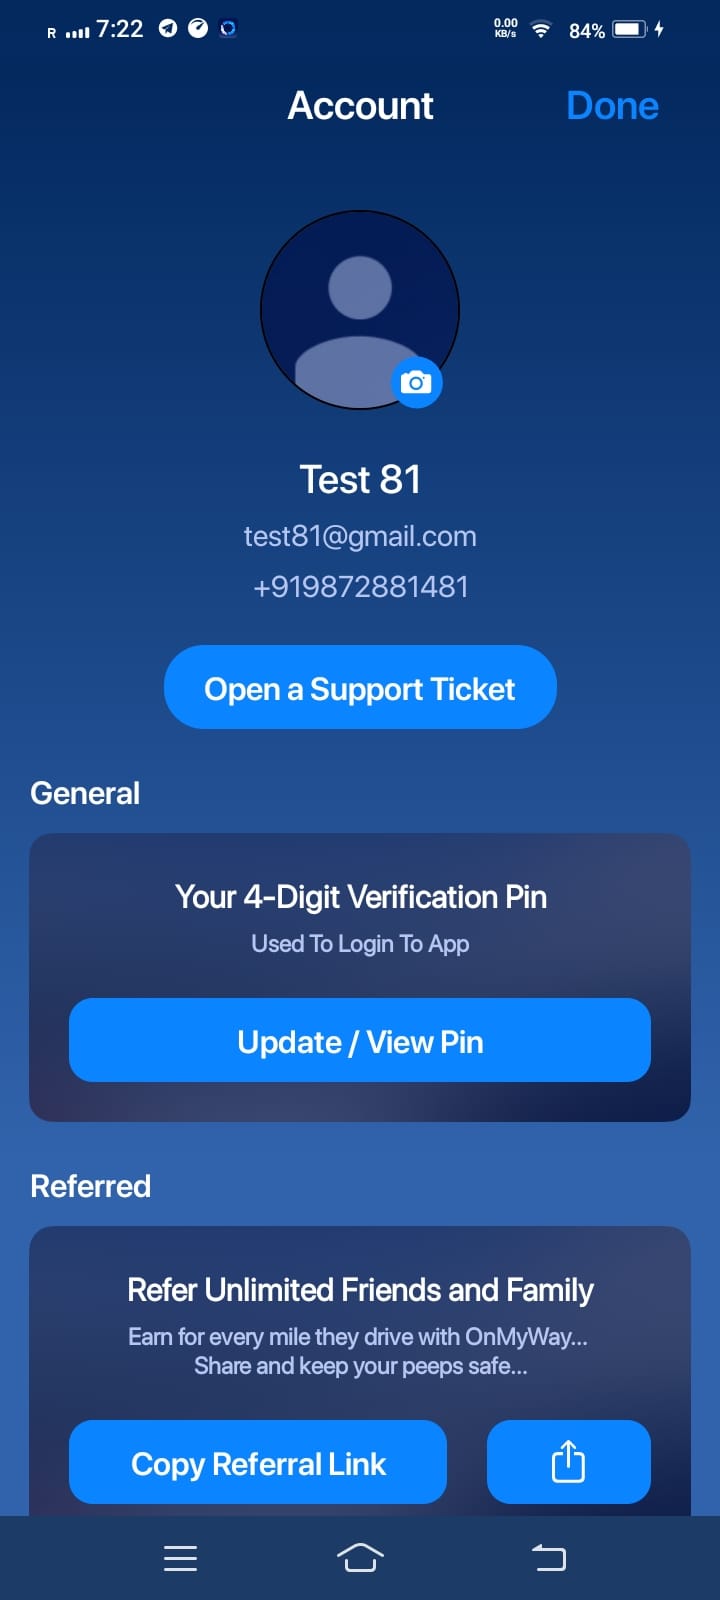 R 7:22 0.00 KB/s 84%
Account Done
Test 81
test81@gmail.com
+919872881481
Open a Support Ticket
General
Your 4-Digit Verification Pin
Used To Login To App
Update / View Pin
Referred
Refer Unlimited Friends and Family
Earn for every mile they drive with OnMyWay...
Share and keep your peeps safe...
Copy Referral Link